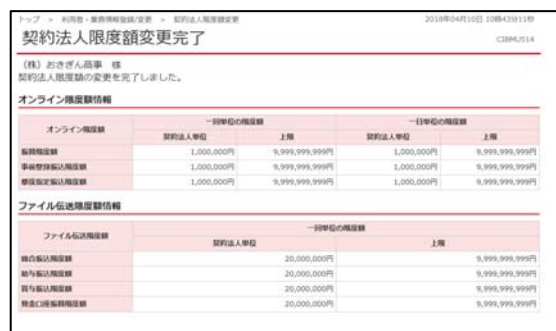 トップ > 利用者・業務情報登録/変更 > 契約法人限度額変更
2018年04月10日 10時43分11秒
契約法人限度額変更完了
CIBMU514
(株) おきぎん商事 様
契約法人限度額の変更を完了しました。
オンライン限度額情報
オンライン限度額 一回単位の限度額 一日単位の限度額
契約法人単位 上限 契約法人単位 上限
振替限度額 1,000,000円 9,999,999,999円 1,000,000円 9,999,999,999円
事前登録振込限度額 1,000,000円 9,999,999,999円 1,000,000円 9,999,999,999円
都度指定振込限度額 1,000,000円 9,999,999,999円 1,000,000円 9,999,999,999円
ファイル伝送限度額情報
ファイル伝送限度額 一回単位の限度額
契約法人単位 上限
総合振込限度額 20,000,000円 9,999,999,999円
給与振込限度額 20,000,000円 9,999,999,999円
賞与振込限度額 20,000,000円 9,999,999,999円
預金口座振替限度額 20,000,000円 9,999,999,999円